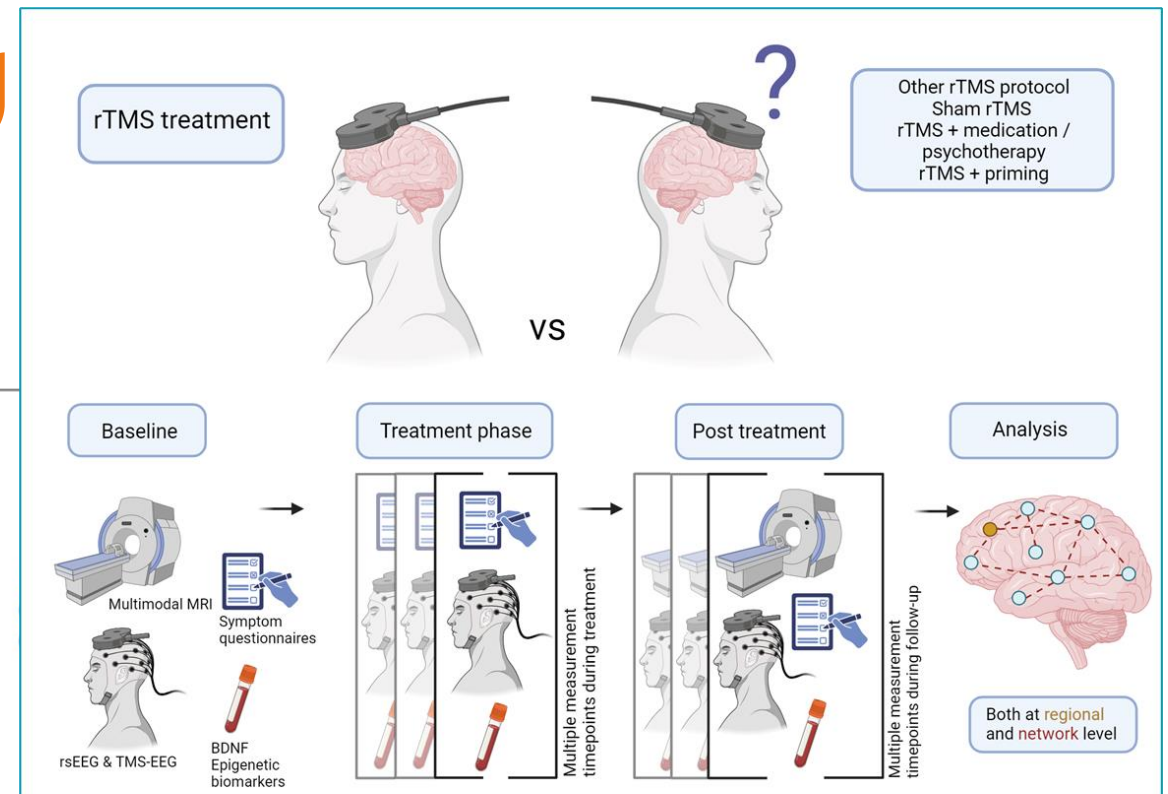 rTMS treatment
?
Other rTMS protocol
Sham rTMS
rTMS + medication /
psychotherapy
rTMS + priming
vs
Baseline
Treatment phase
Post treatment
Analysis
Multimodal MRI
Symptom
questionnaires
rsEEG & TMS-EEG
BDNF
Epigenetic
biomarkers
Multiple measurement
timepoints during treatment
Multiple measurement
timepoints during follow-up
Both at regional
and network level